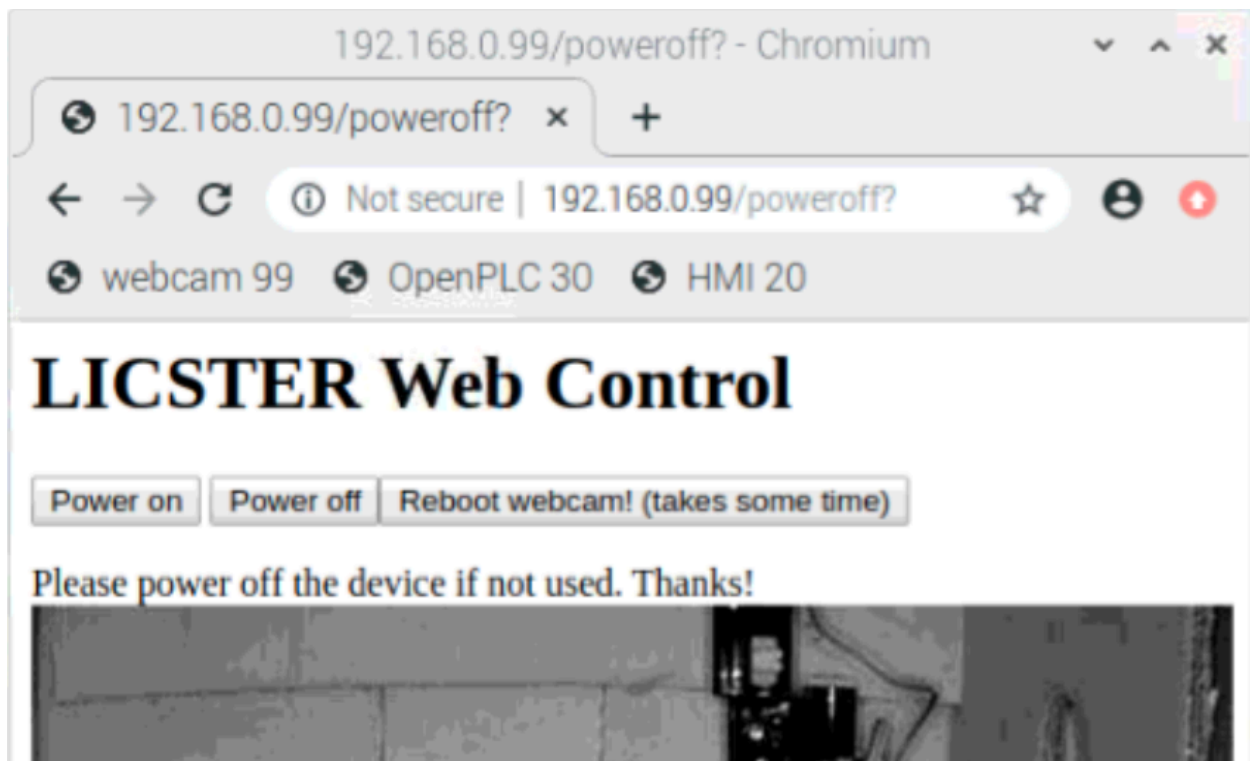 192.168.0.99/poweroff? - Chromium
192.168.0.99/poweroff?
Not secure | 192.168.0.99/poweroff?
webcam 99 OpenPLC 30 HMI 20
LICSTER Web Control
Power on Power off Reboot webcam! (takes some time)
Please power off the device if not used. Thanks!